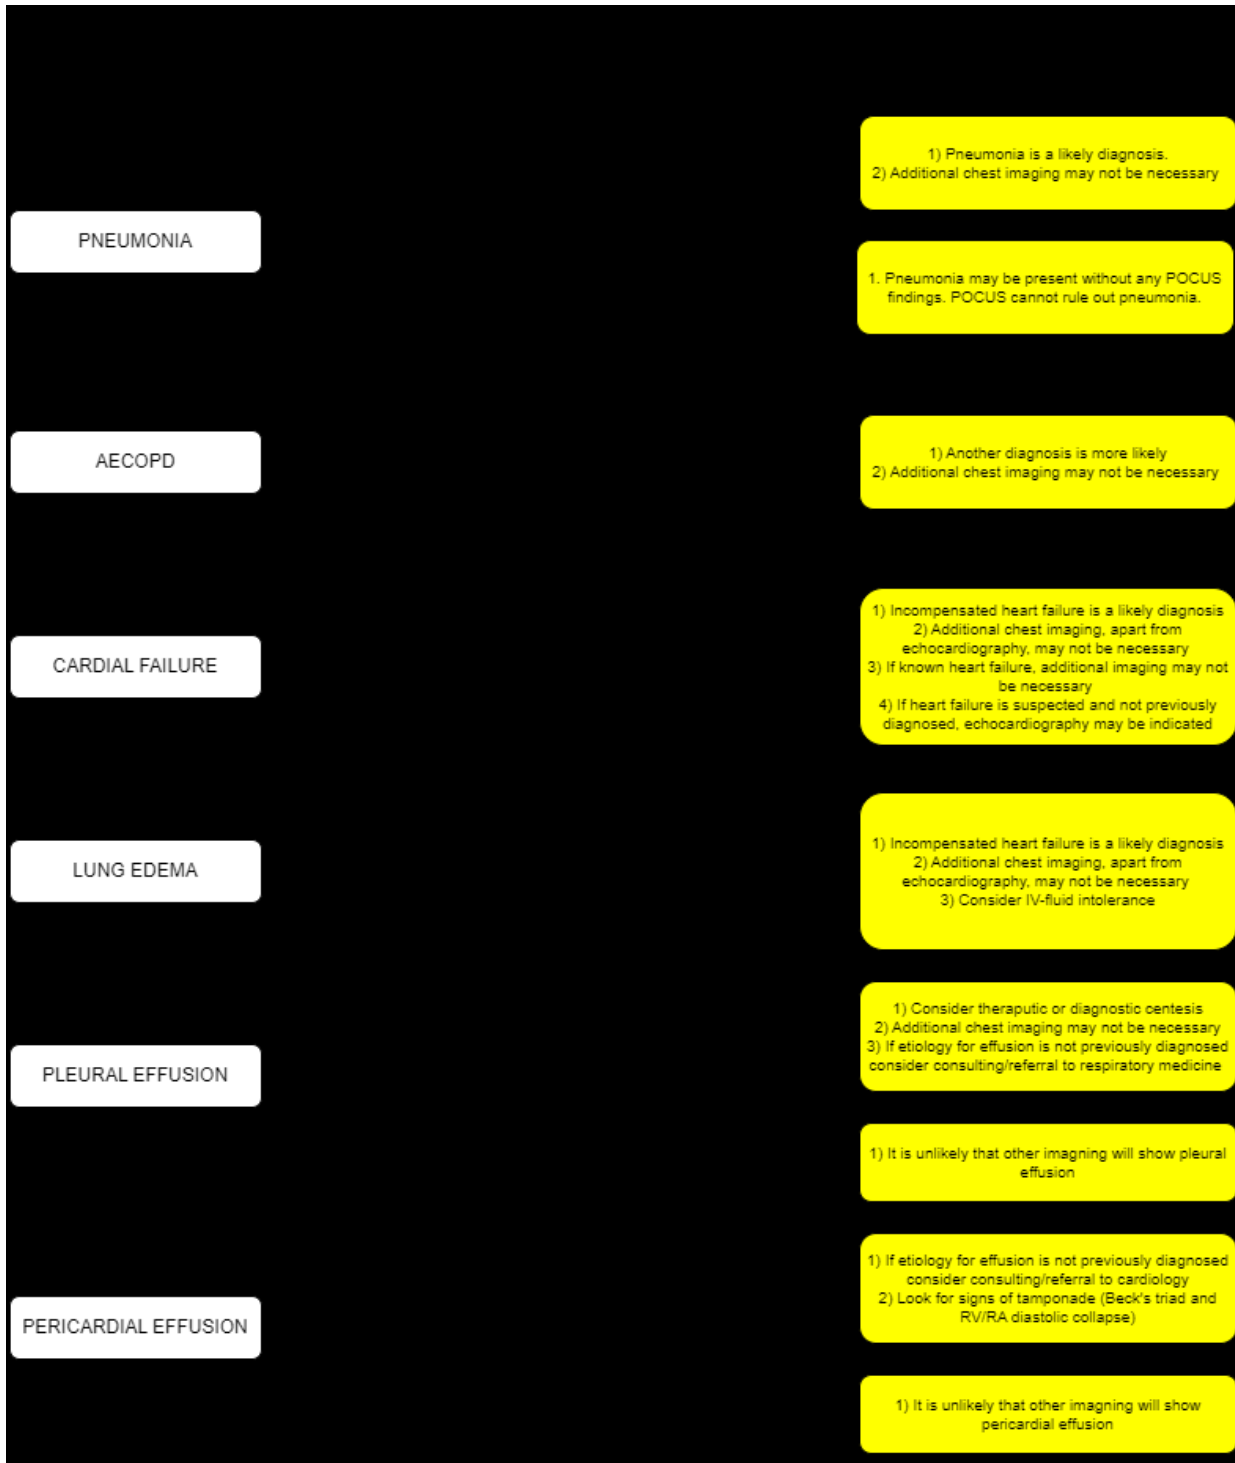 1) Pneumonia is a likely diagnosis.
2) Additional chest imaging may not be necessary
PNEUMONIA
1. Pneumonia may be present without any POCUS
findings. POCUS cannot rule out pneumonia.
AECOPD
1) Another diagnosis is more likely
2) Additional chest imaging may not be necessary
CARDIAL FAILURE
1) Incompensated heart failure is a likely diagnosis
2) Additional chest imaging, apart from
echocardiography, may not be necessary
3) If known heart failure, additional imaging may not
be necessary
4) If heart failure is suspected and not previously
diagnosed, echocardiography may be indicated
LUNG EDEMA
1) Incompensated heart failure is a likely diagnosis
2) Additional chest imaging, apart from
echocardiography, may not be necessary
3) Consider IV-fluid intolerance
PLEURAL EFFUSION
1) Consider theraputic or diagnostic centesis
2) Additional chest imaging may not be necessary
3) If etiology for effusion is not previously diagnosed
consider consulting/referral to respiratory medicine
1) It is unlikely that other imagning will show pleural
effusion
PERICARDIAL EFFUSION
1) If etiology for effusion is not previously diagnosed
consider consulting/referral to cardiology
2) Look for signs of tamponade (Beck's triad and
RV/RA diastolic collapse)
1) It is unlikely that other imagning will show
pericardial effusion